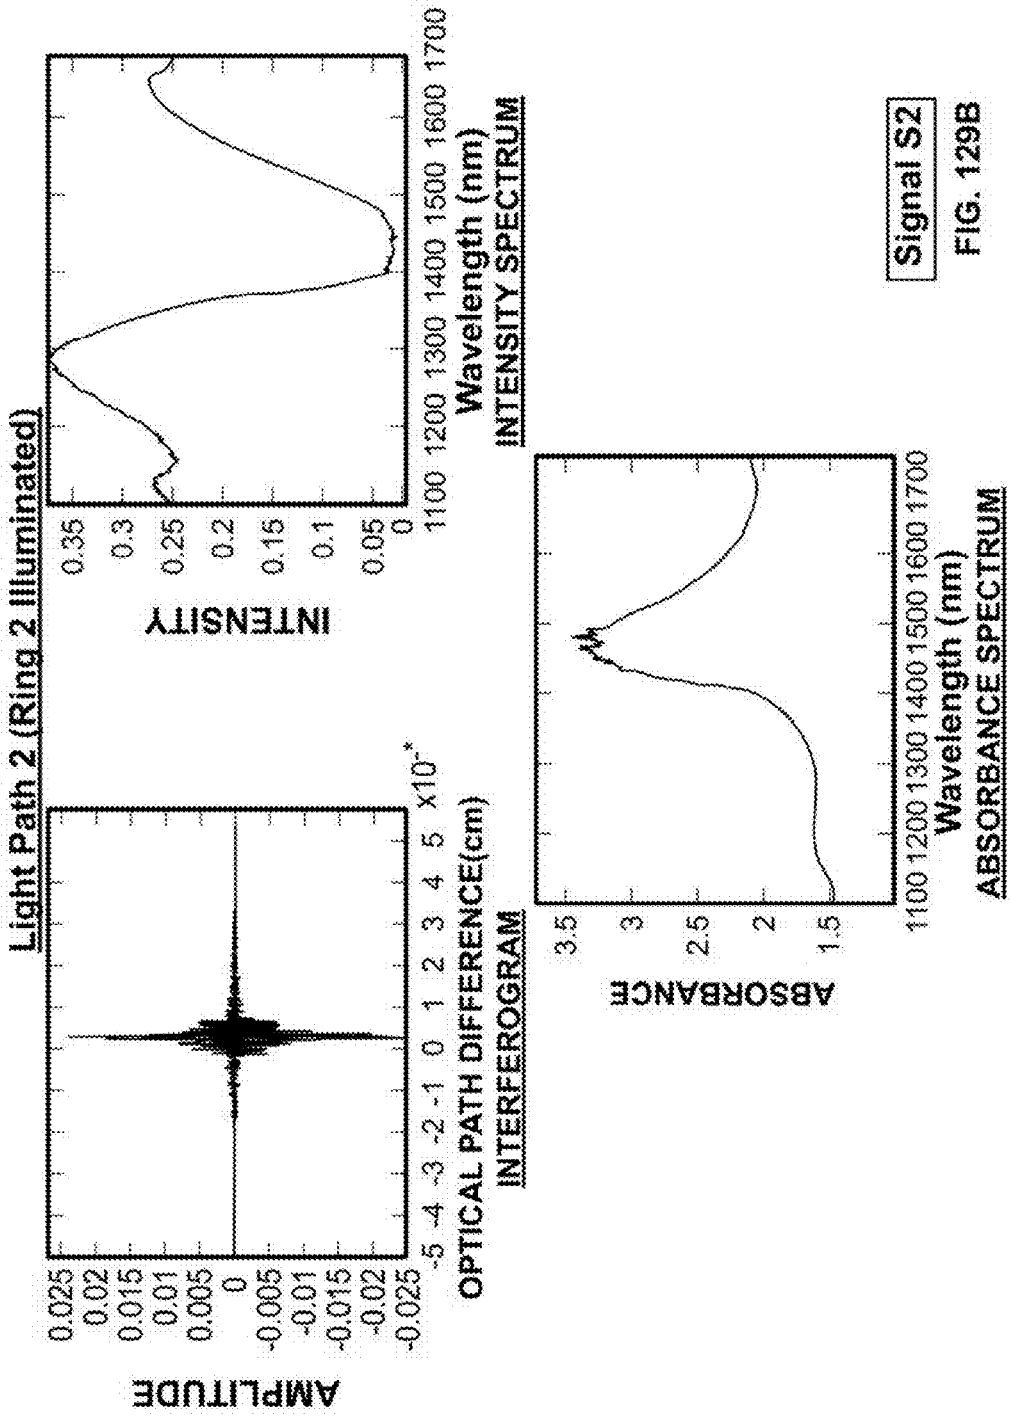 Light Path 2 (Ring 2 Illuminated)
AMPLITUDE
0.025
0.02
0.015
0.01
0.005
0
-0.005
-0.01
-0.015
-0.02
-0.025
-5 -4 -3 -2 -1 0 1 2 3 4 5
x10-*
OPTICAL PATH DIFFERENCE(cm)
INTERFEROGRAM
INTENSITY
0.35
0.3
0.25
0.2
0.15
0.1
0.05
0
1100 1200 1300 1400 1500 1600 1700
Wavelength (nm)
INTENSITY SPECTRUM
ABSORBANCE
3.5
3
2.5
2
1.5
1100 1200 1300 1400 1500 1600 1700
Wavelength (nm)
ABSORBANCE SPECTRUM
Signal S2
FIG. 129B